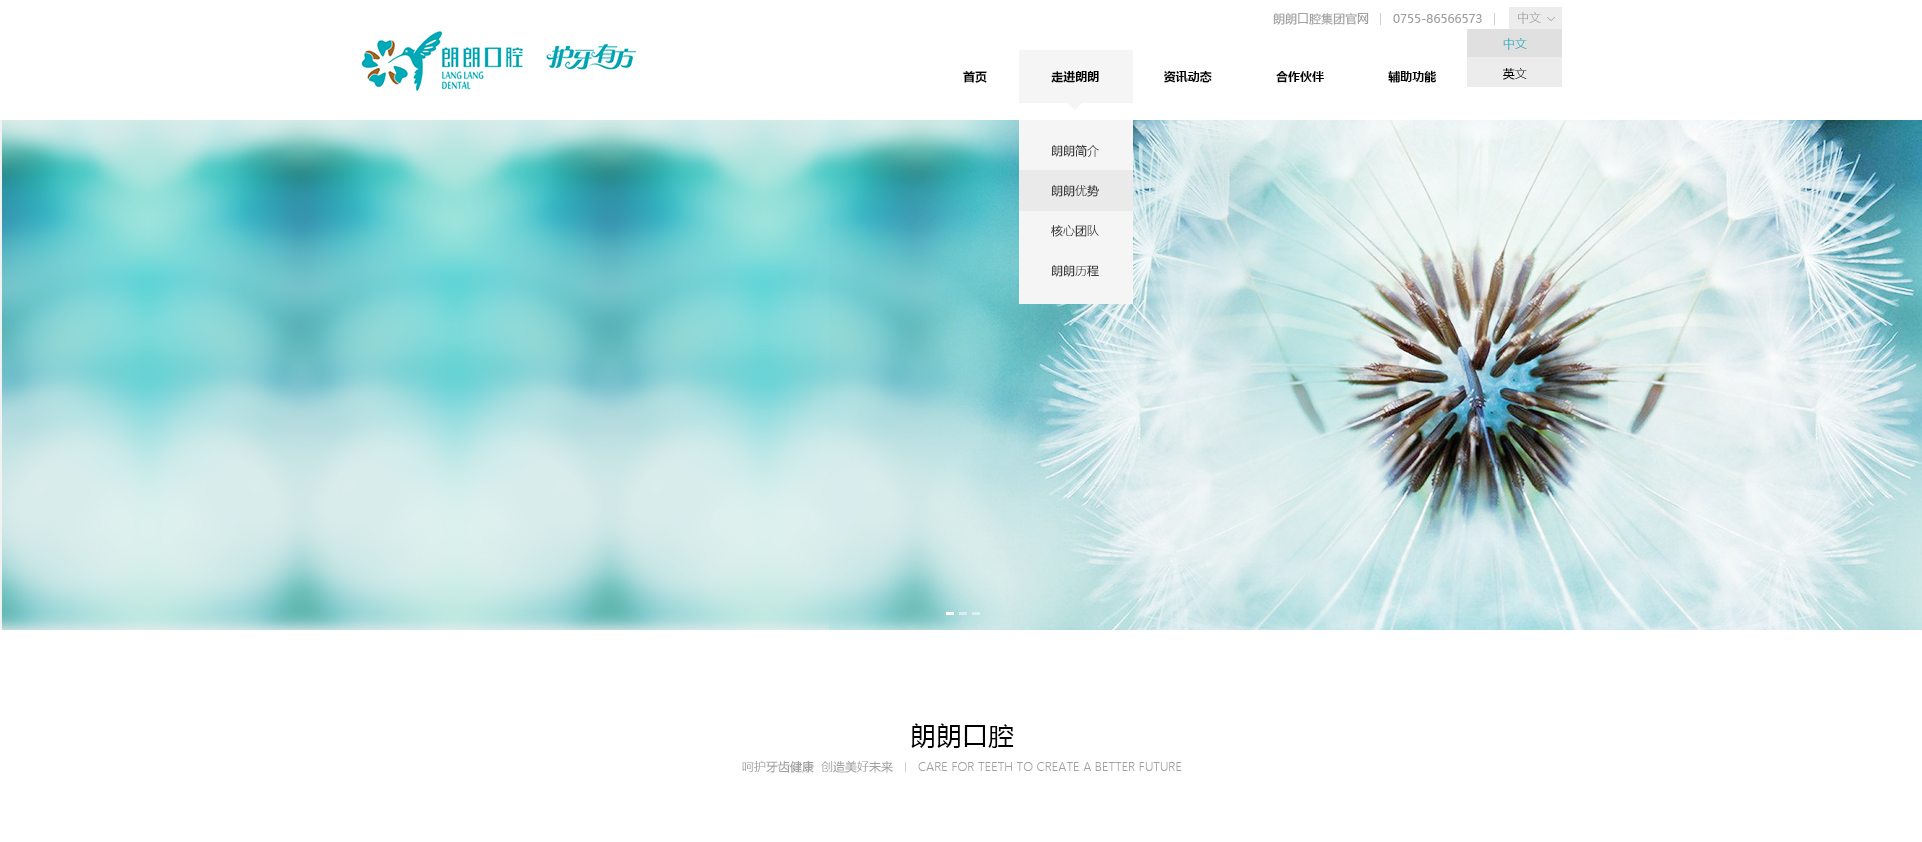 朗朗口腔集团官网 | 0755-86566573 | 中文
中文
英文
朗朗口腔
LANG LANG
DENTAL
护牙有方
首页 走进朗朗 资讯动态 合作伙伴 辅助功能
朗朗简介
朗朗优势
核心团队
朗朗历程
朗朗口腔
呵护牙齿健康 创造美好未来 | CARE FOR TEETH TO CREATE A BETTER FUTURE